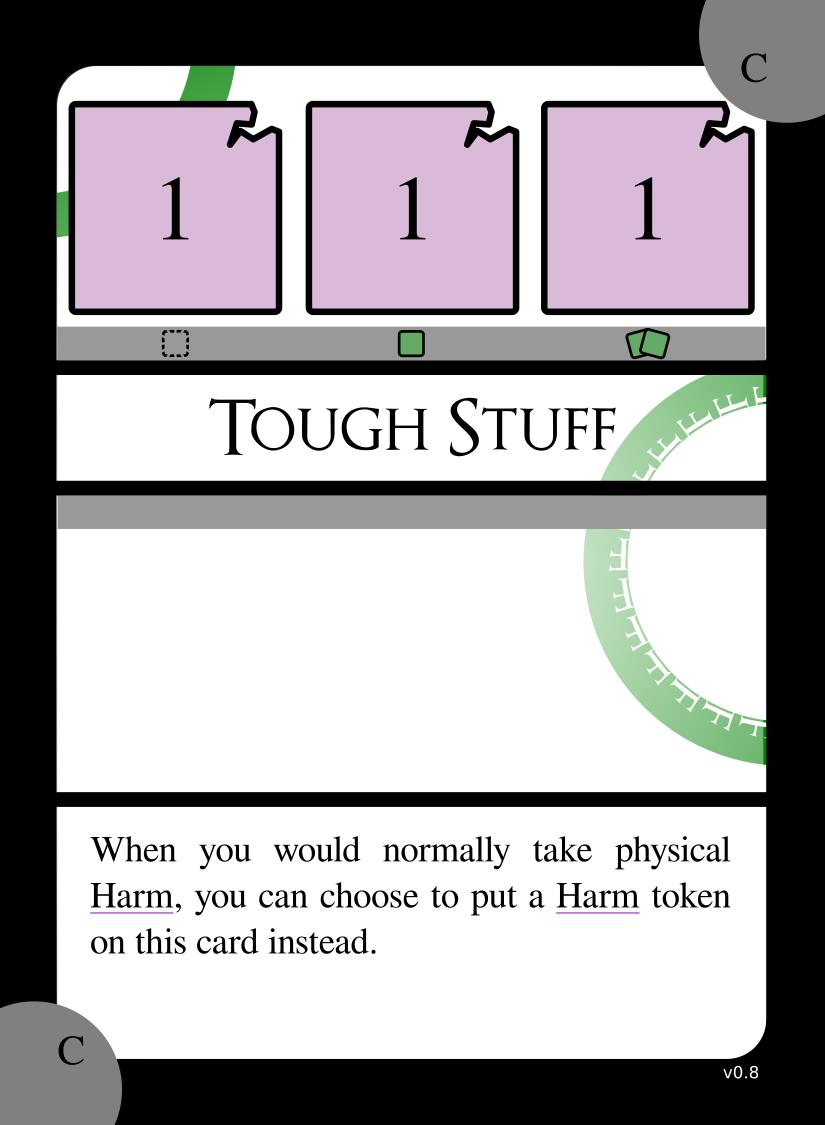 C
1 1 1
Tough Stuff
When you would normally take physical
Harm, you can choose to put a Harm token
on this card instead.
C
v0.8